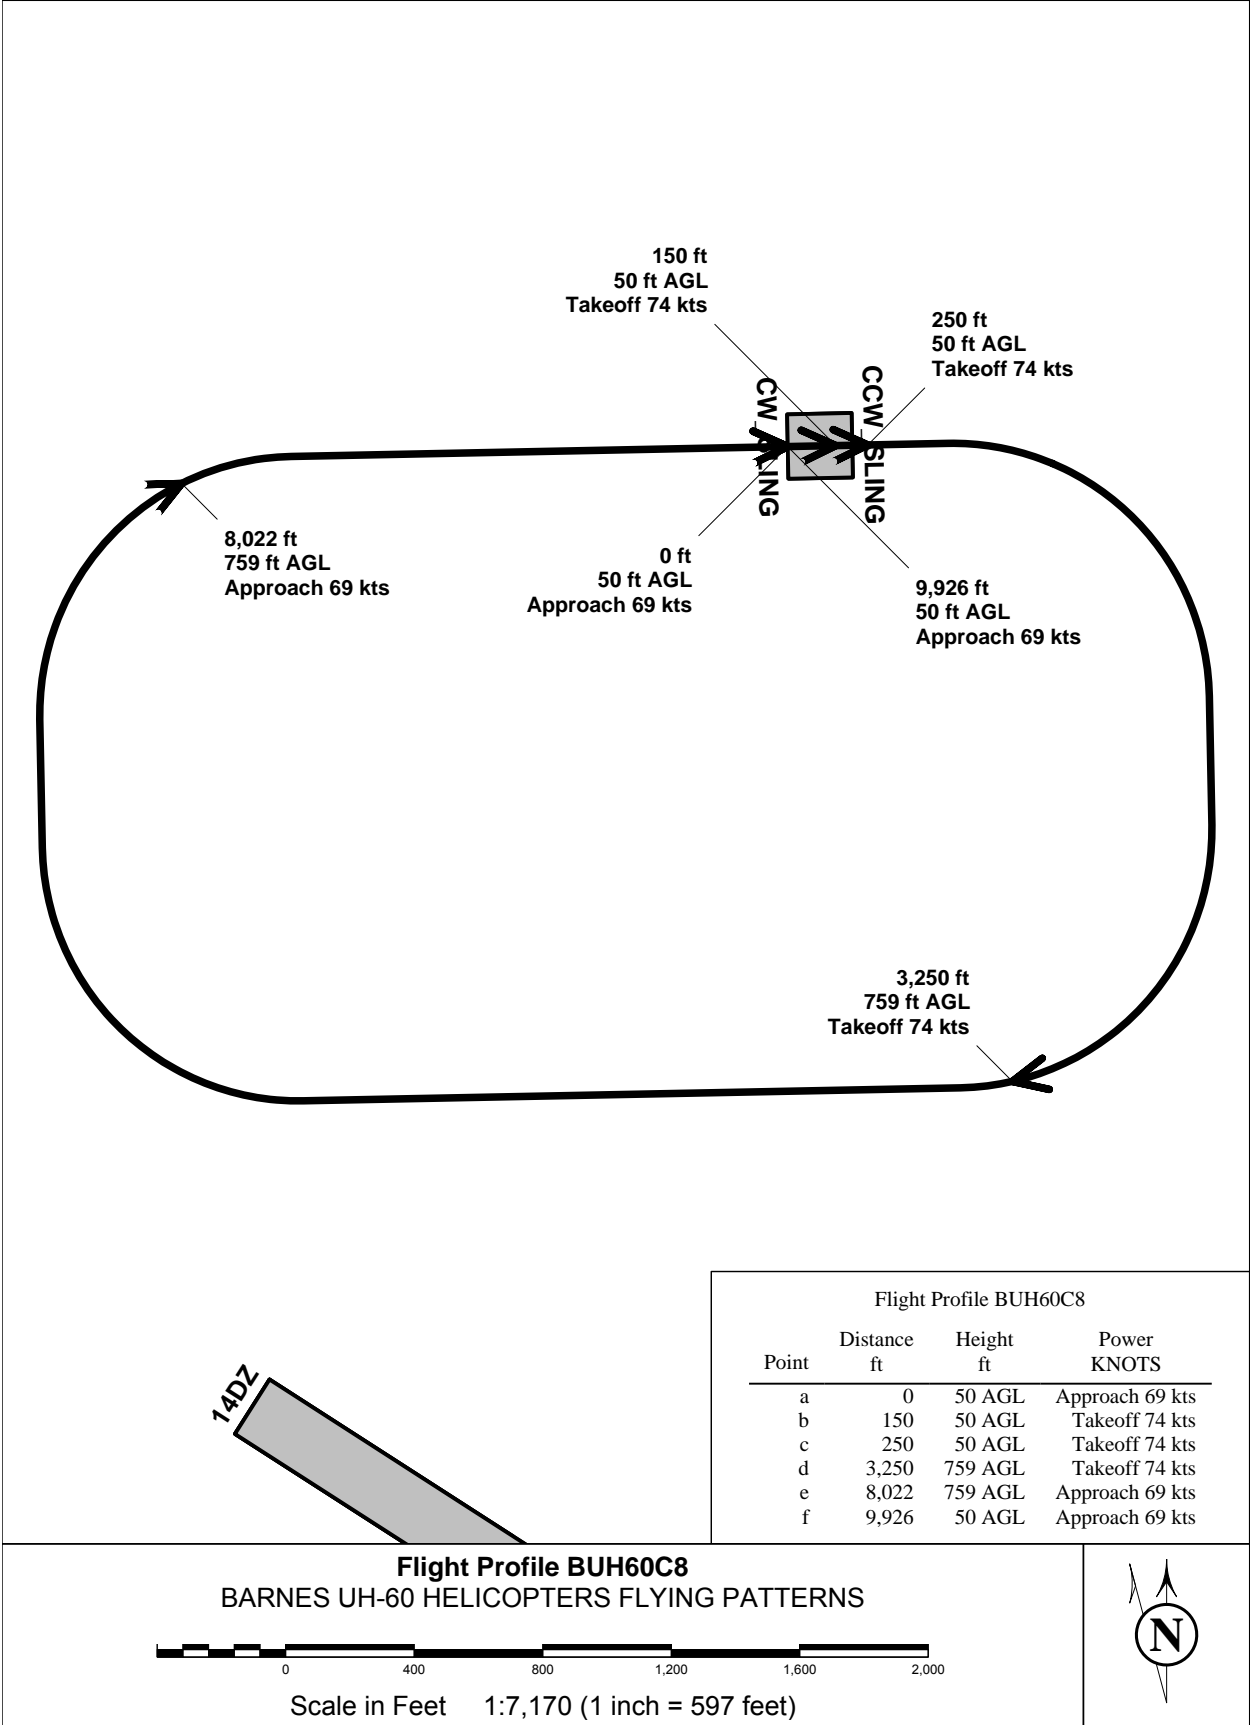 150 ft
50 ft AGL
Takeoff 74 kts
250 ft
50 ft AGL
Takeoff 74 kts
CW SLING
CCW SLING
8,022 ft
759 ft AGL
Approach 69 kts
0 ft
50 ft AGL
Approach 69 kts
9,926 ft
50 ft AGL
Approach 69 kts
3,250 ft
759 ft AGL
Takeoff 74 kts
14DZ
Flight Profile BUH60C8
Distance Height Power
Point ft ft KNOTS
a 0 50 AGL Approach 69 kts
b 150 50 AGL Takeoff 74 kts
c 250 50 AGL Takeoff 74 kts
d 3,250 759 AGL Takeoff 74 kts
e 8,022 759 AGL Approach 69 kts
f 9,926 50 AGL Approach 69 kts
Flight Profile BUH60C8
BARNES UH-60 HELICOPTERS FLYING PATTERNS
0 400 800 1,200 1,600 2,000
Scale in Feet 1:7,170 (1 inch = 597 feet)
N